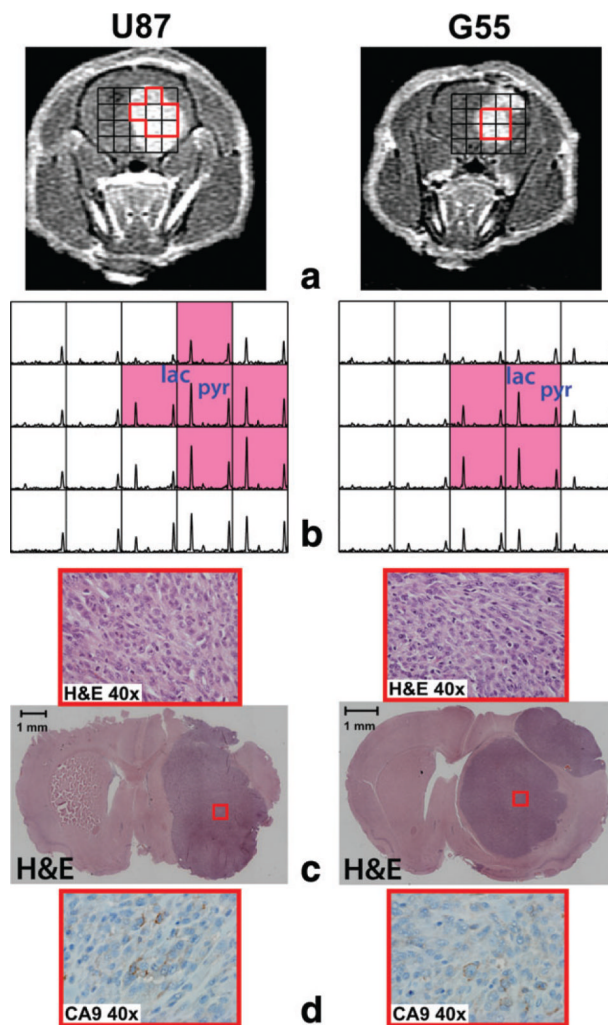 U87 G55
a
lac pyr lac pyr
b
H&E 40x H&E 40x
1 mm 1 mm
H&E c H&E
CA9 40x d CA9 40x